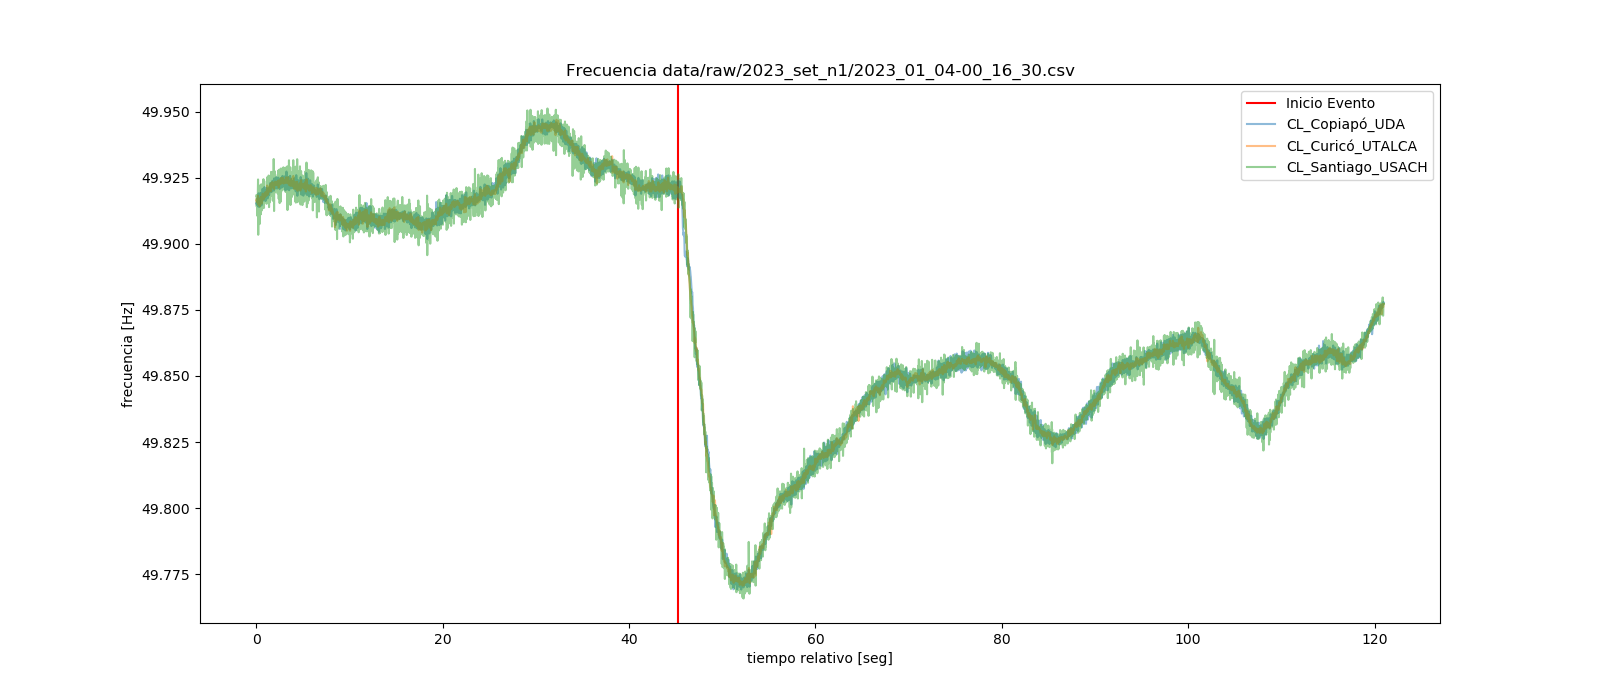 Frecuencia data/raw/2023_set_n1/2023_01_04-00_16_30.csv
Inicio Evento
CL_Copiapó_UDA
CL_Curicó_UTALCA
CL_Santiago_USACH
frecuencia [Hz]
49.950
49.925
49.900
49.875
49.850
49.825
49.800
49.775
0 20 40 60 80 100 120
tiempo relativo [seg]